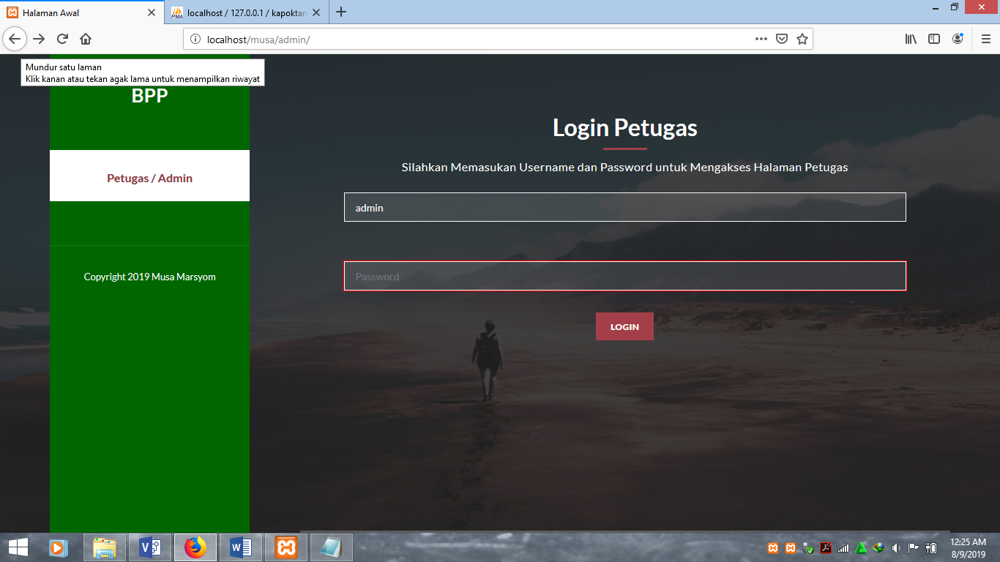 Halaman Awal
localhost / 127.0.0.1 / kapoktan
localhost/musa/admin/
Mundur satu laman
Klik kanan atau tekan agak lama untuk menampilkan riwayat
BPP
Petugas / Admin
Copyright 2019 Musa Marsyom
Login Petugas
Silahkan Memasukan Username dan Password untuk Mengakses Halaman Petugas
admin
Password
LOGIN
12:25 AM
8/9/2019